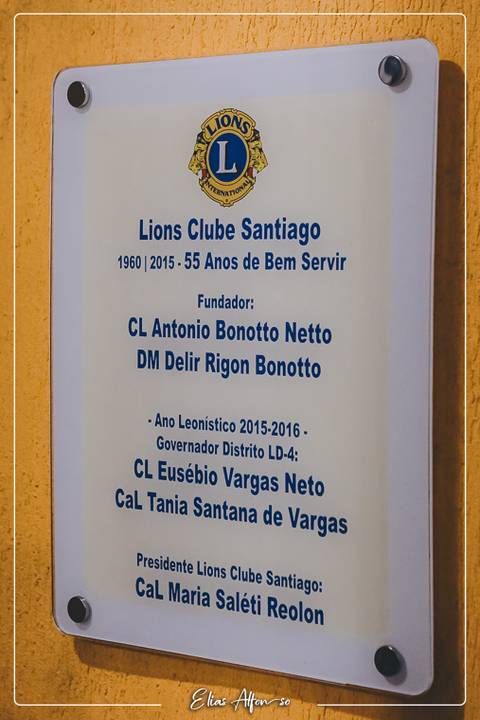 LIONS
L
INTERNATIONAL
Lions Clube Santiago
1960 | 2015 - 55 Anos de Bem Servir
Fundador:
CL Antonio Bonotto Netto
DM Delir Rigon Bonotto
- Ano Leonístico 2015-2016 -
Governador Distrito LD-4:
CL Eusébio Vargas Neto
CaL Tania Santana de Vargas
Presidente Lions Clube Santiago:
CaL Maria Saléti Reolon
Elias Alfonso